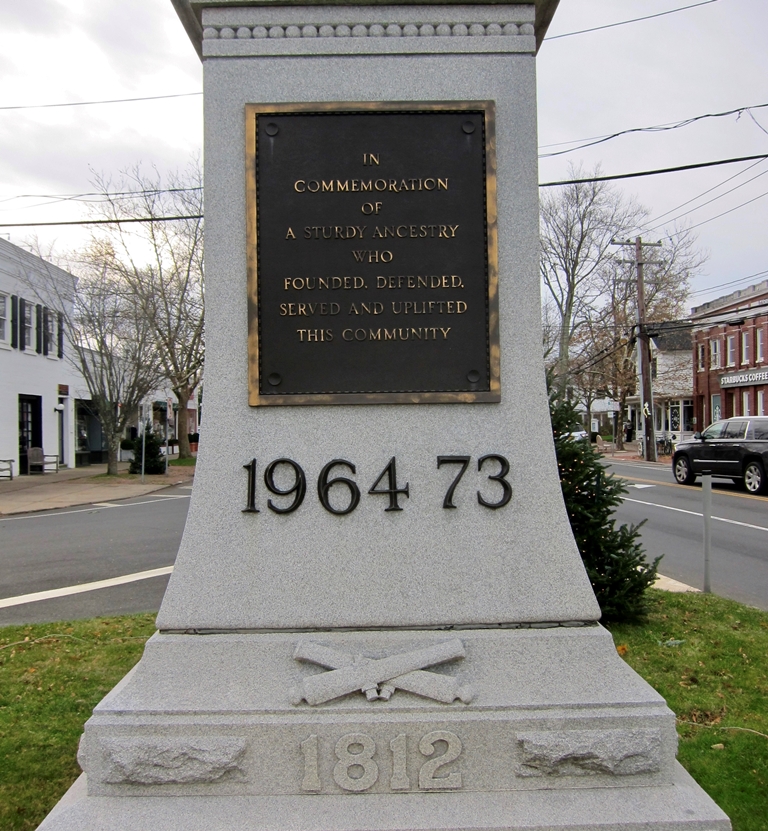 IN
COMMEMORATION
OF
A STURDY ANCESTRY
WHO
FOUNDED, DEFENDED,
SERVED AND UPLIFTED
THIS COMMUNITY
1964 73
1812
STARBUCKS COFFEE